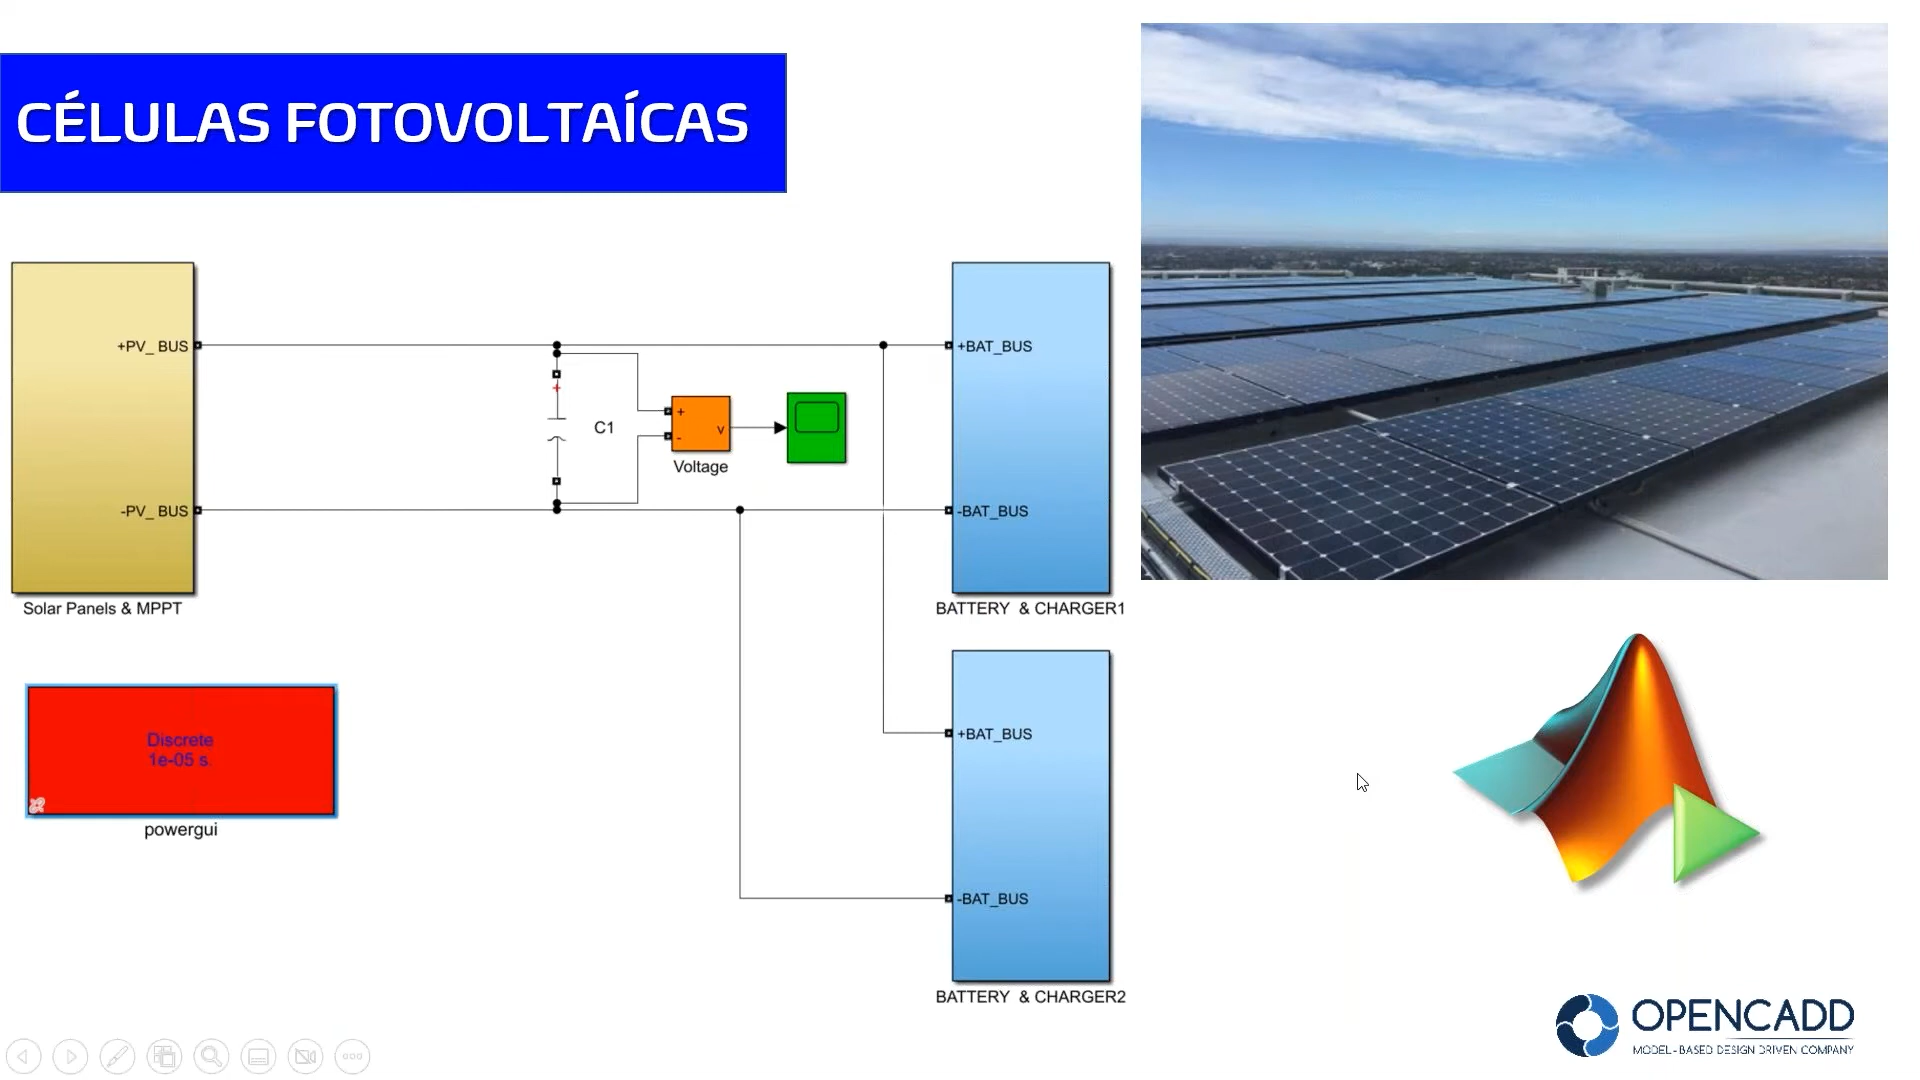 CÉLULAS FOTOVOLTAÍCAS
+PV_ BUS
+BAT_BUS
+
C1
+
-
v
Voltage
-PV_ BUS
-BAT_BUS
Solar Panels & MPPT
BATTERY & CHARGER1
Discrete
1e-05 s.
powergui
+BAT_BUS
-BAT_BUS
BATTERY & CHARGER2
OPENCADD
MODEL-BASED DESIGN DRIVEN COMPANY